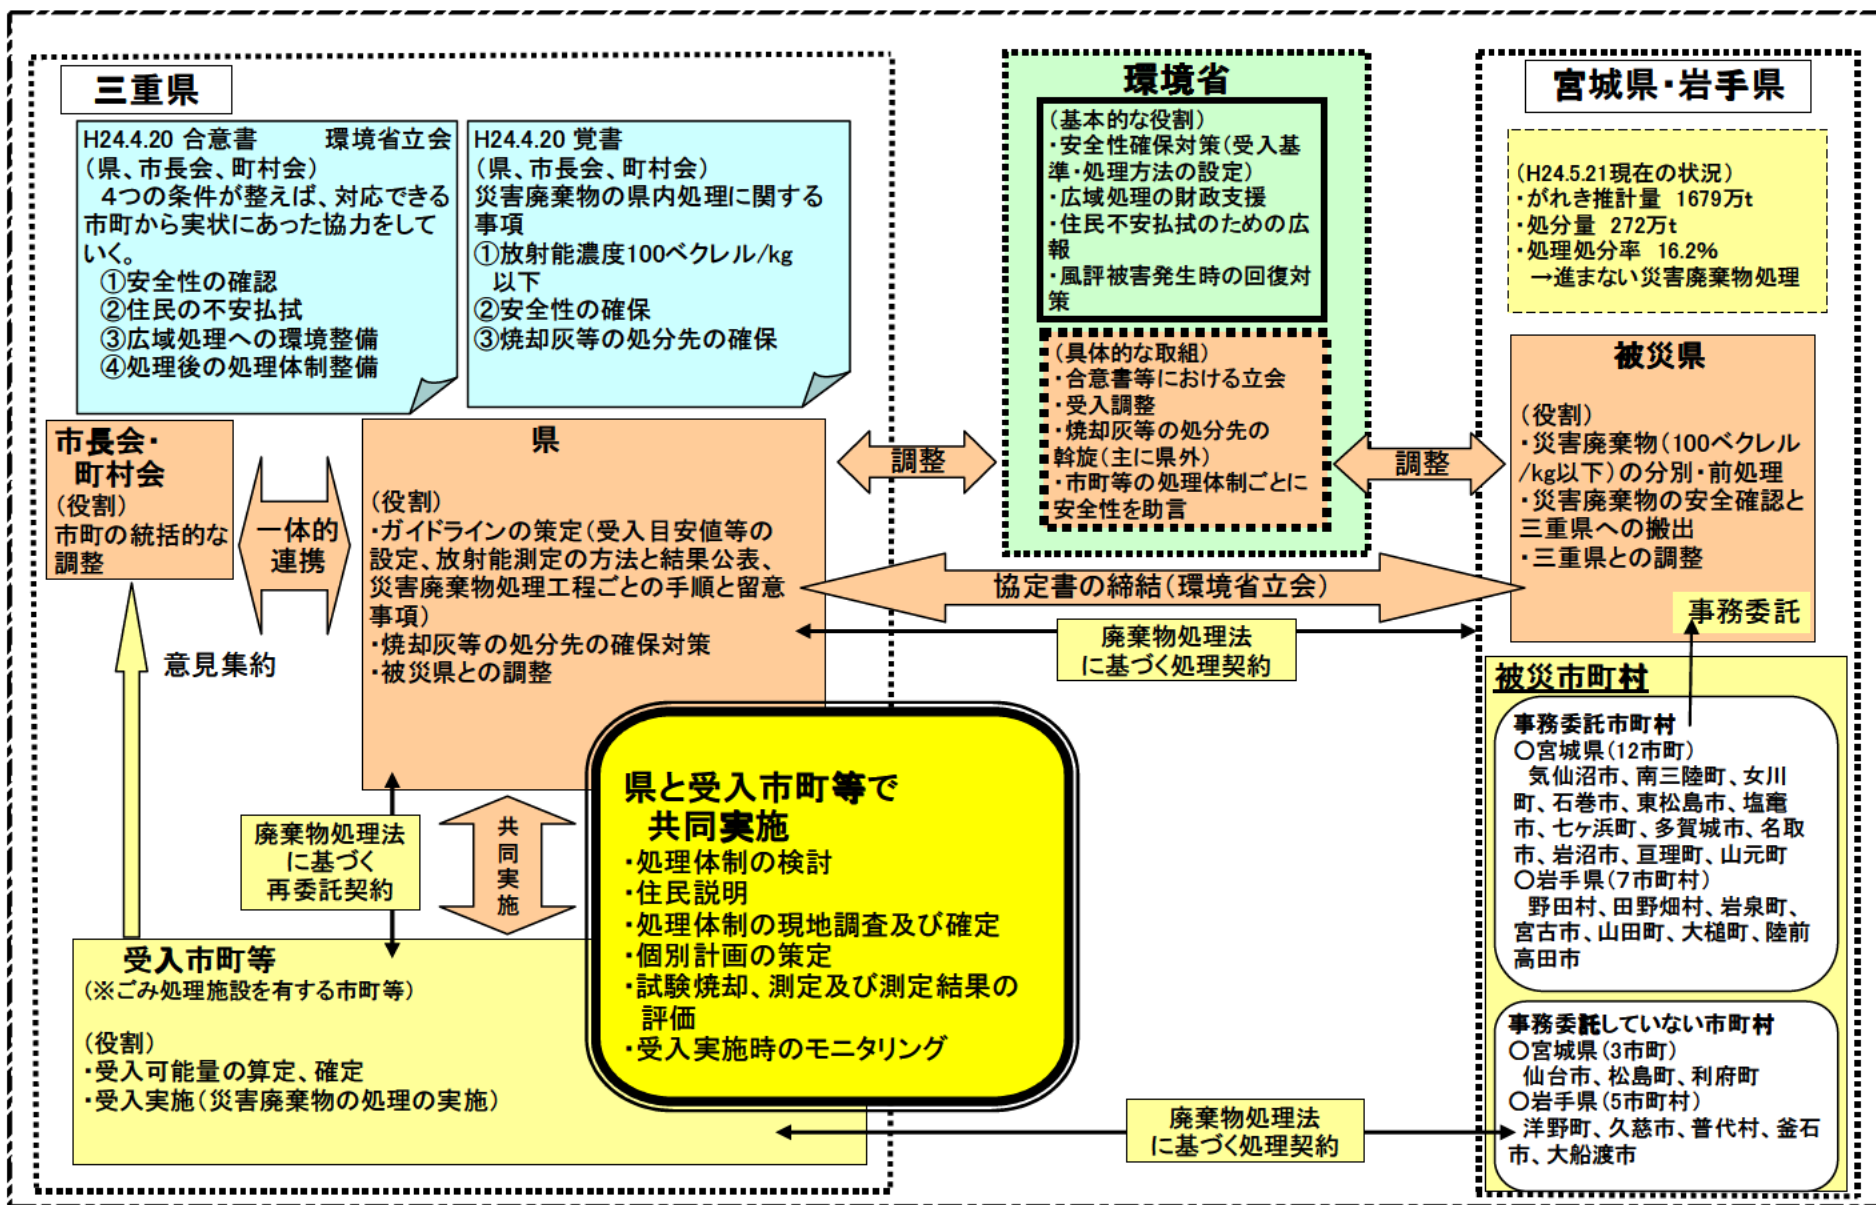 三重県
H24.4.20 合意書　　　環境省立会
（県、市長会、町村会）
４つの条件が整えば、対応できる
市町から実状にあった協力をして
いく。
①安全性の確認
②住民の不安払拭
③広域処理への環境整備
④処理後の処理体制整備
H24.4.20 覚書
（県、市長会、町村会）
災害廃棄物の県内処理に関する
事項
①放射能濃度100ベクレル/kg
以下
②安全性の確保
③焼却灰等の処分先の確保
市長会・
町村会
（役割）
市町の統括的な
調整
一体的
連携
県
（役割）
・ガイドラインの策定（受入目安値等の
設定、放射能測定の方法と結果公表、
災害廃棄物処理工程ごとの手順と留意
事項）
・焼却灰等の処分先の確保対策
・被災県との調整
意見集約
廃棄物処理法
に基づく
再委託契約
共
同
実
施
県と受入市町等で
共同実施
・処理体制の検討
・住民説明
・処理体制の現地調査及び確定
・個別計画の策定
・試験焼却、測定及び測定結果の
評価
・受入実施時のモニタリング
受入市町等
（※ごみ処理施設を有する市町等）
（役割）
・受入可能量の算定、確定
・受入実施（災害廃棄物の処理の実施）
環境省
（基本的な役割）
・安全性確保対策（受入基
準・処理方法の設定）
・広域処理の財政支援
・住民不安払拭のための広
報
・風評被害発生時の回復対
策
（具体的な取組）
・合意書等における立会
・受入調整
・焼却灰等の処分先の
斡旋（主に県外）
・市町等の処理体制ごとに
安全性を助言
調整
調整
協定書の締結（環境省立会）
廃棄物処理法
に基づく処理契約
廃棄物処理法
に基づく処理契約
宮城県・岩手県
（H24.5.21現在の状況）
・がれき推計量 1679万t
・処分量 272万t
・処理処分率 16.2%
→進まない災害廃棄物処理
被災県
（役割）
・災害廃棄物（100ベクレル
/kg以下）の分別・前処理
・災害廃棄物の安全確認と
三重県への搬出
・三重県との調整
事務委託
被災市町村
事務委託市町村
○宮城県（12市町）
気仙沼市、南三陸町、女川
町、石巻市、東松島市、塩竈
市、七ヶ浜町、多賀城市、名取
市、岩沼市、亘理町、山元町
○岩手県（７市町村）
野田村、田野畑村、岩泉町、
宮古市、山田町、大槌町、陸前
高田市
事務委託していない市町村
○宮城県（3市町）
仙台市、松島町、利府町
○岩手県（5市町村）
洋野町、久慈市、普代村、釜石
市、大船渡市